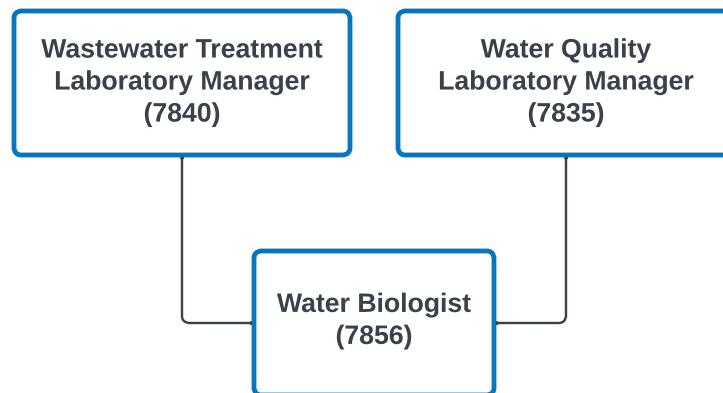 Wastewater Treatment
Laboratory Manager
(7840)
Water Quality
Laboratory Manager
(7835)
Water Biologist
(7856)